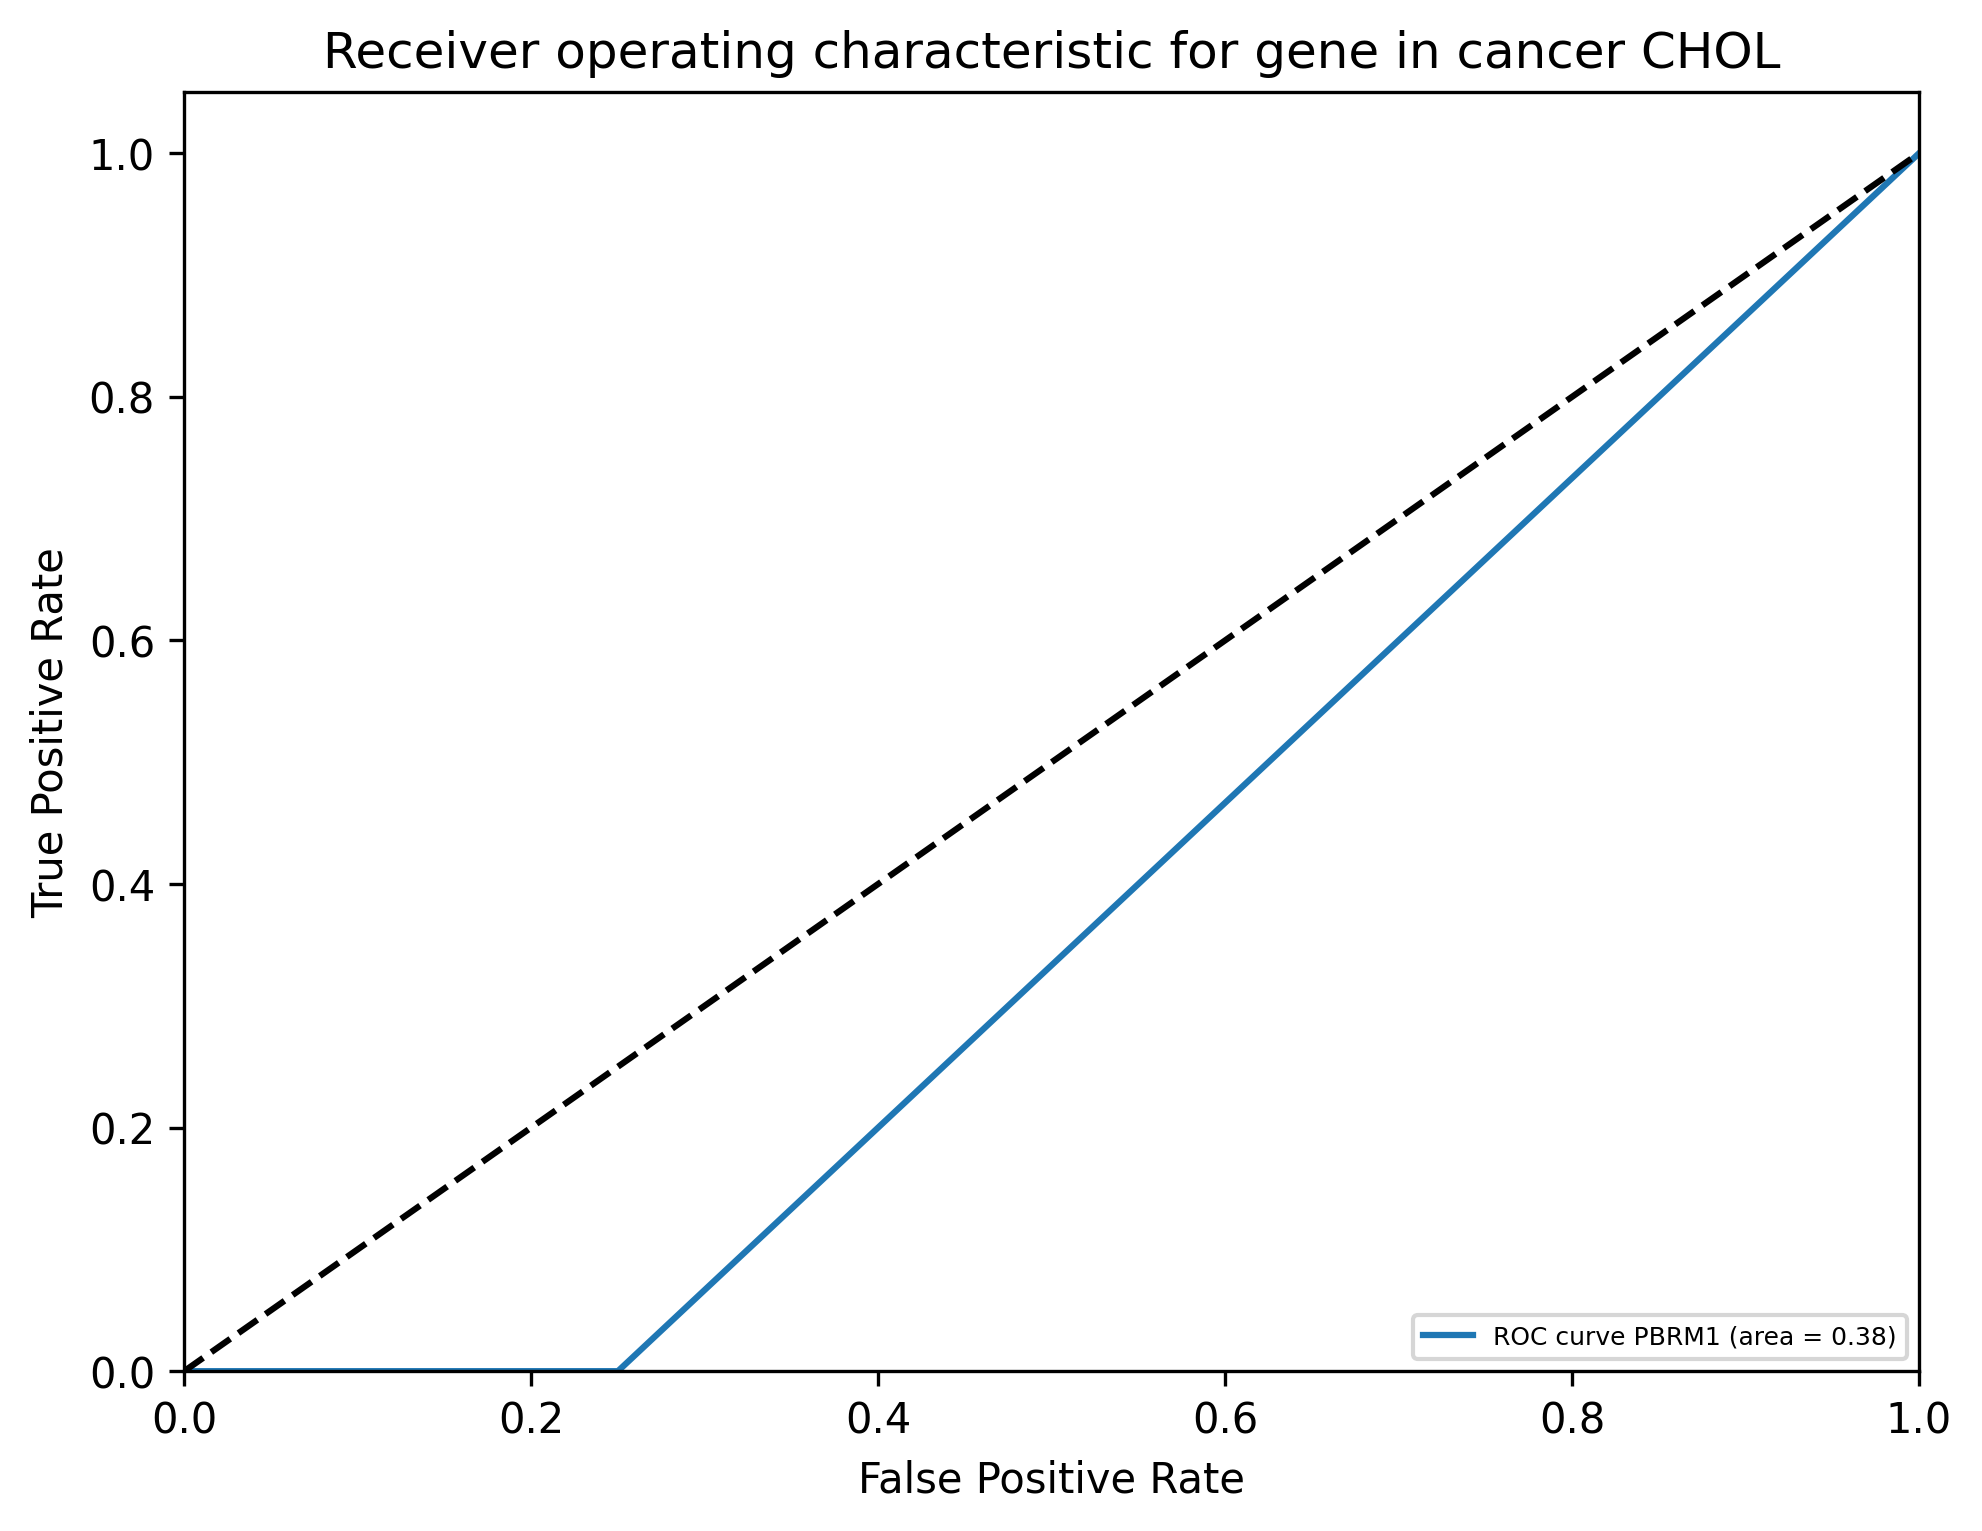 Receiver operating characteristic for gene in cancer CHOL
True Positive Rate
1.0
0.8
0.6
0.4
0.2
0.0
0.0 0.2 0.4 0.6 0.8 1.0
False Positive Rate
ROC curve PBRM1 (area = 0.38)